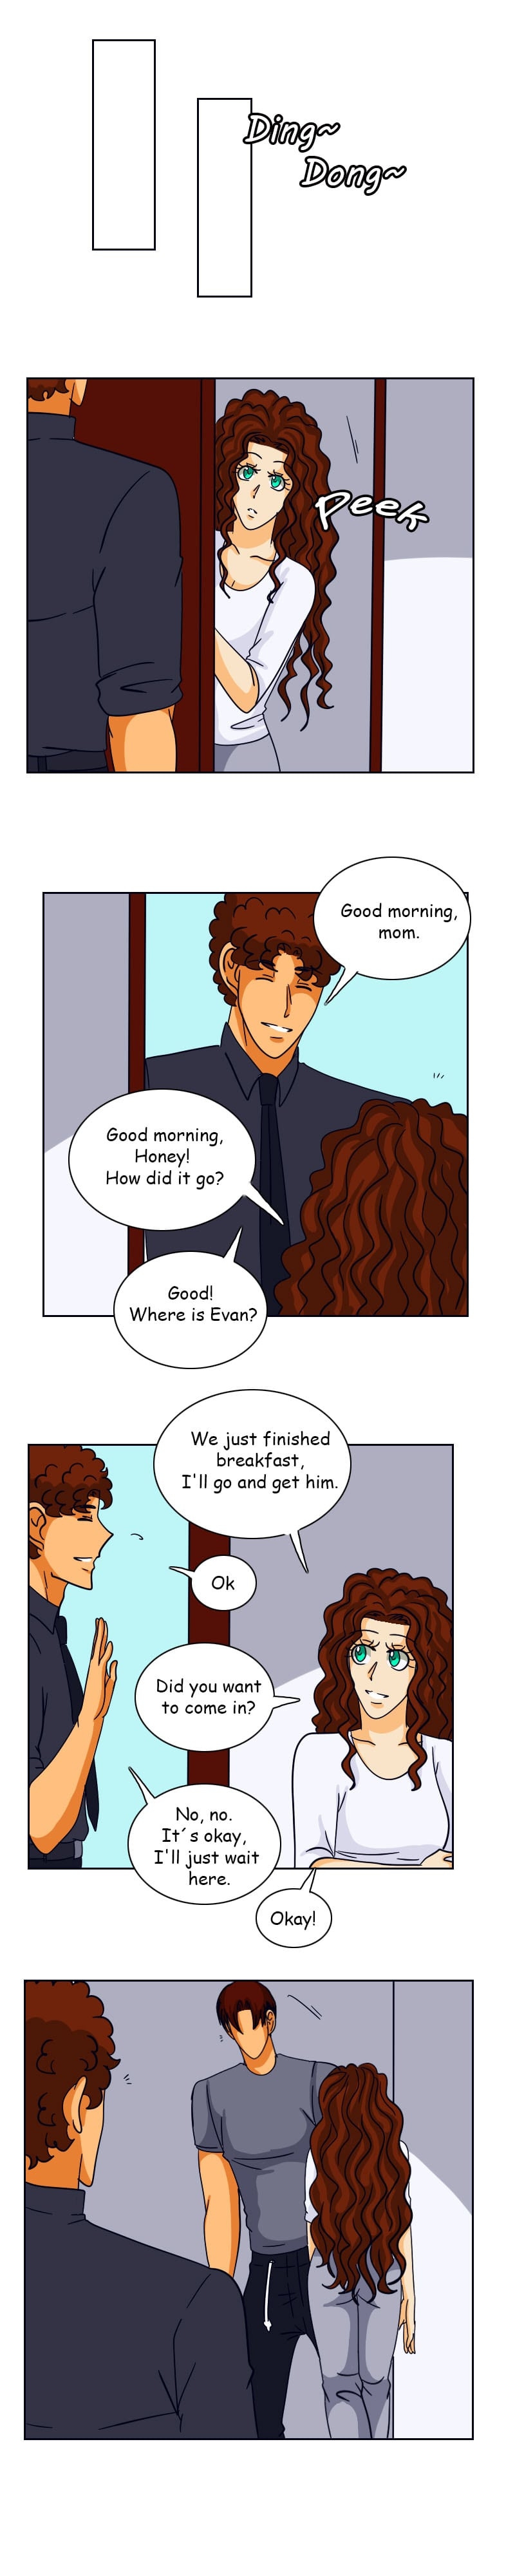 Ding~
Dong~
Peek
Good morning,
mom.
Good morning,
Honey!
How did it go?
Good!
Where is Evan?
We just finished
breakfast,
I'll go and get him.
Ok
Did you want
to come in?
No, no.
It´s okay,
I'll just wait
here.
Okay!